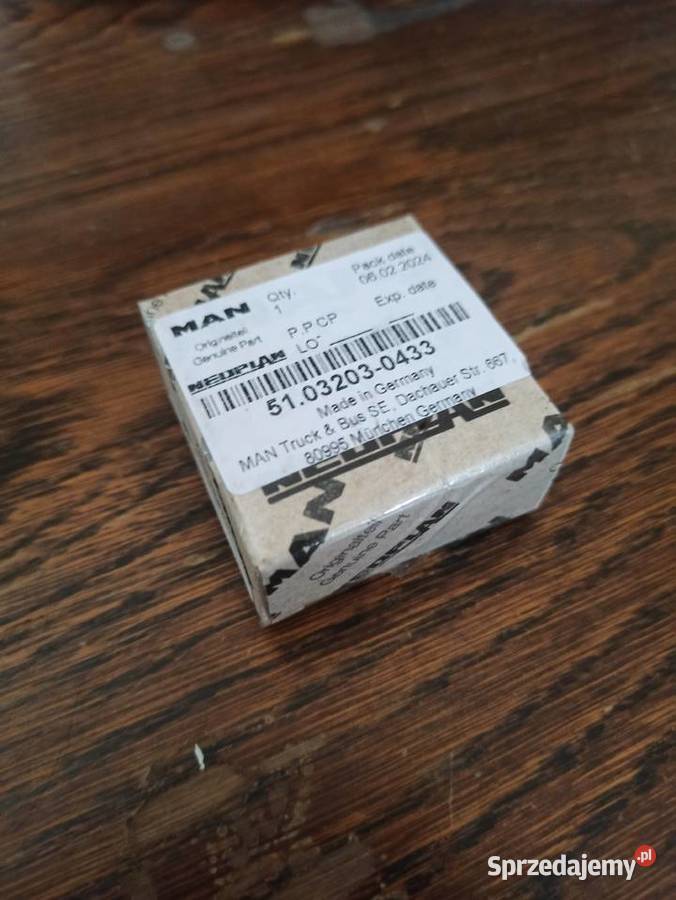 MAN
Qty.
1
Pack date
06.02.2024
Originalteil
Genuine Part
P.P CP
Exp. date
NEOPLAN
LO
51.03203-0433
Made in Germany
MAN Truck & Bus SE, Dachauer Str. 667,
80995 München Germany
NEOPLAN
MAN
MAN
Originalteil
Genuine Part
NEOPLAN
Sprzedajemy.pl